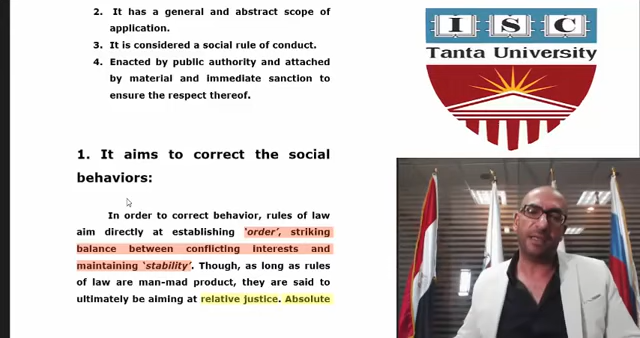 2. It has a general and abstract scope of
application.
3. It is considered a social rule of conduct.
4. Enacted by public authority and attached
by material and immediate sanction to
ensure the respect thereof.
1. It aims to correct the social
behaviors:
In order to correct behavior, rules of law
aim directly at establishing 'order', striking
balance between conflicting interests and
maintaining 'stability'. Though, as long as rules
of law are man-mad product, they are said to
ultimately be aiming at relative justice. Absolute
I S C
Tanta University